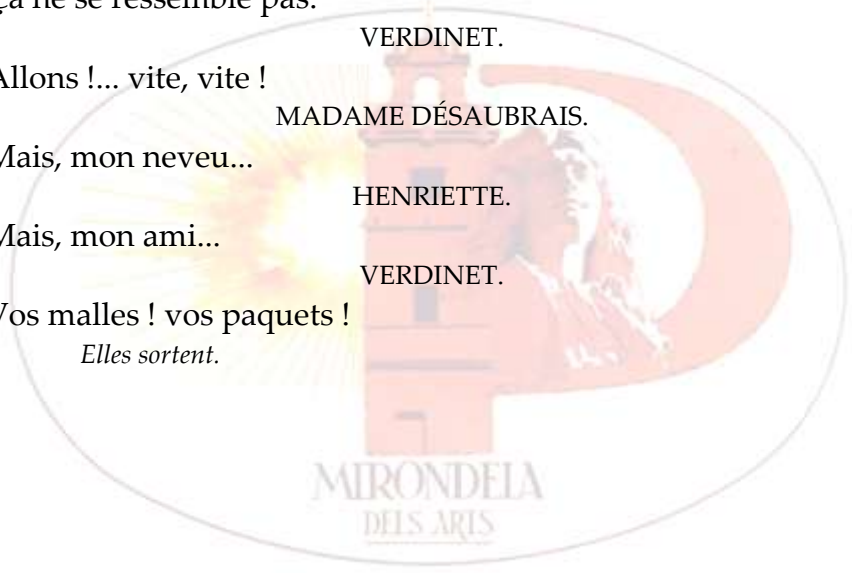 ça ne se ressemble pas.
VERDINET.
Allons !... vite, vite !
MADAME DÉSAUBRAIS.
Mais, mon neveu...
HENRIETTE.
Mais, mon ami...
VERDINET.
Vos malles ! vos paquets !
Elles sortent.
MIRONDELA
DELS ARTS